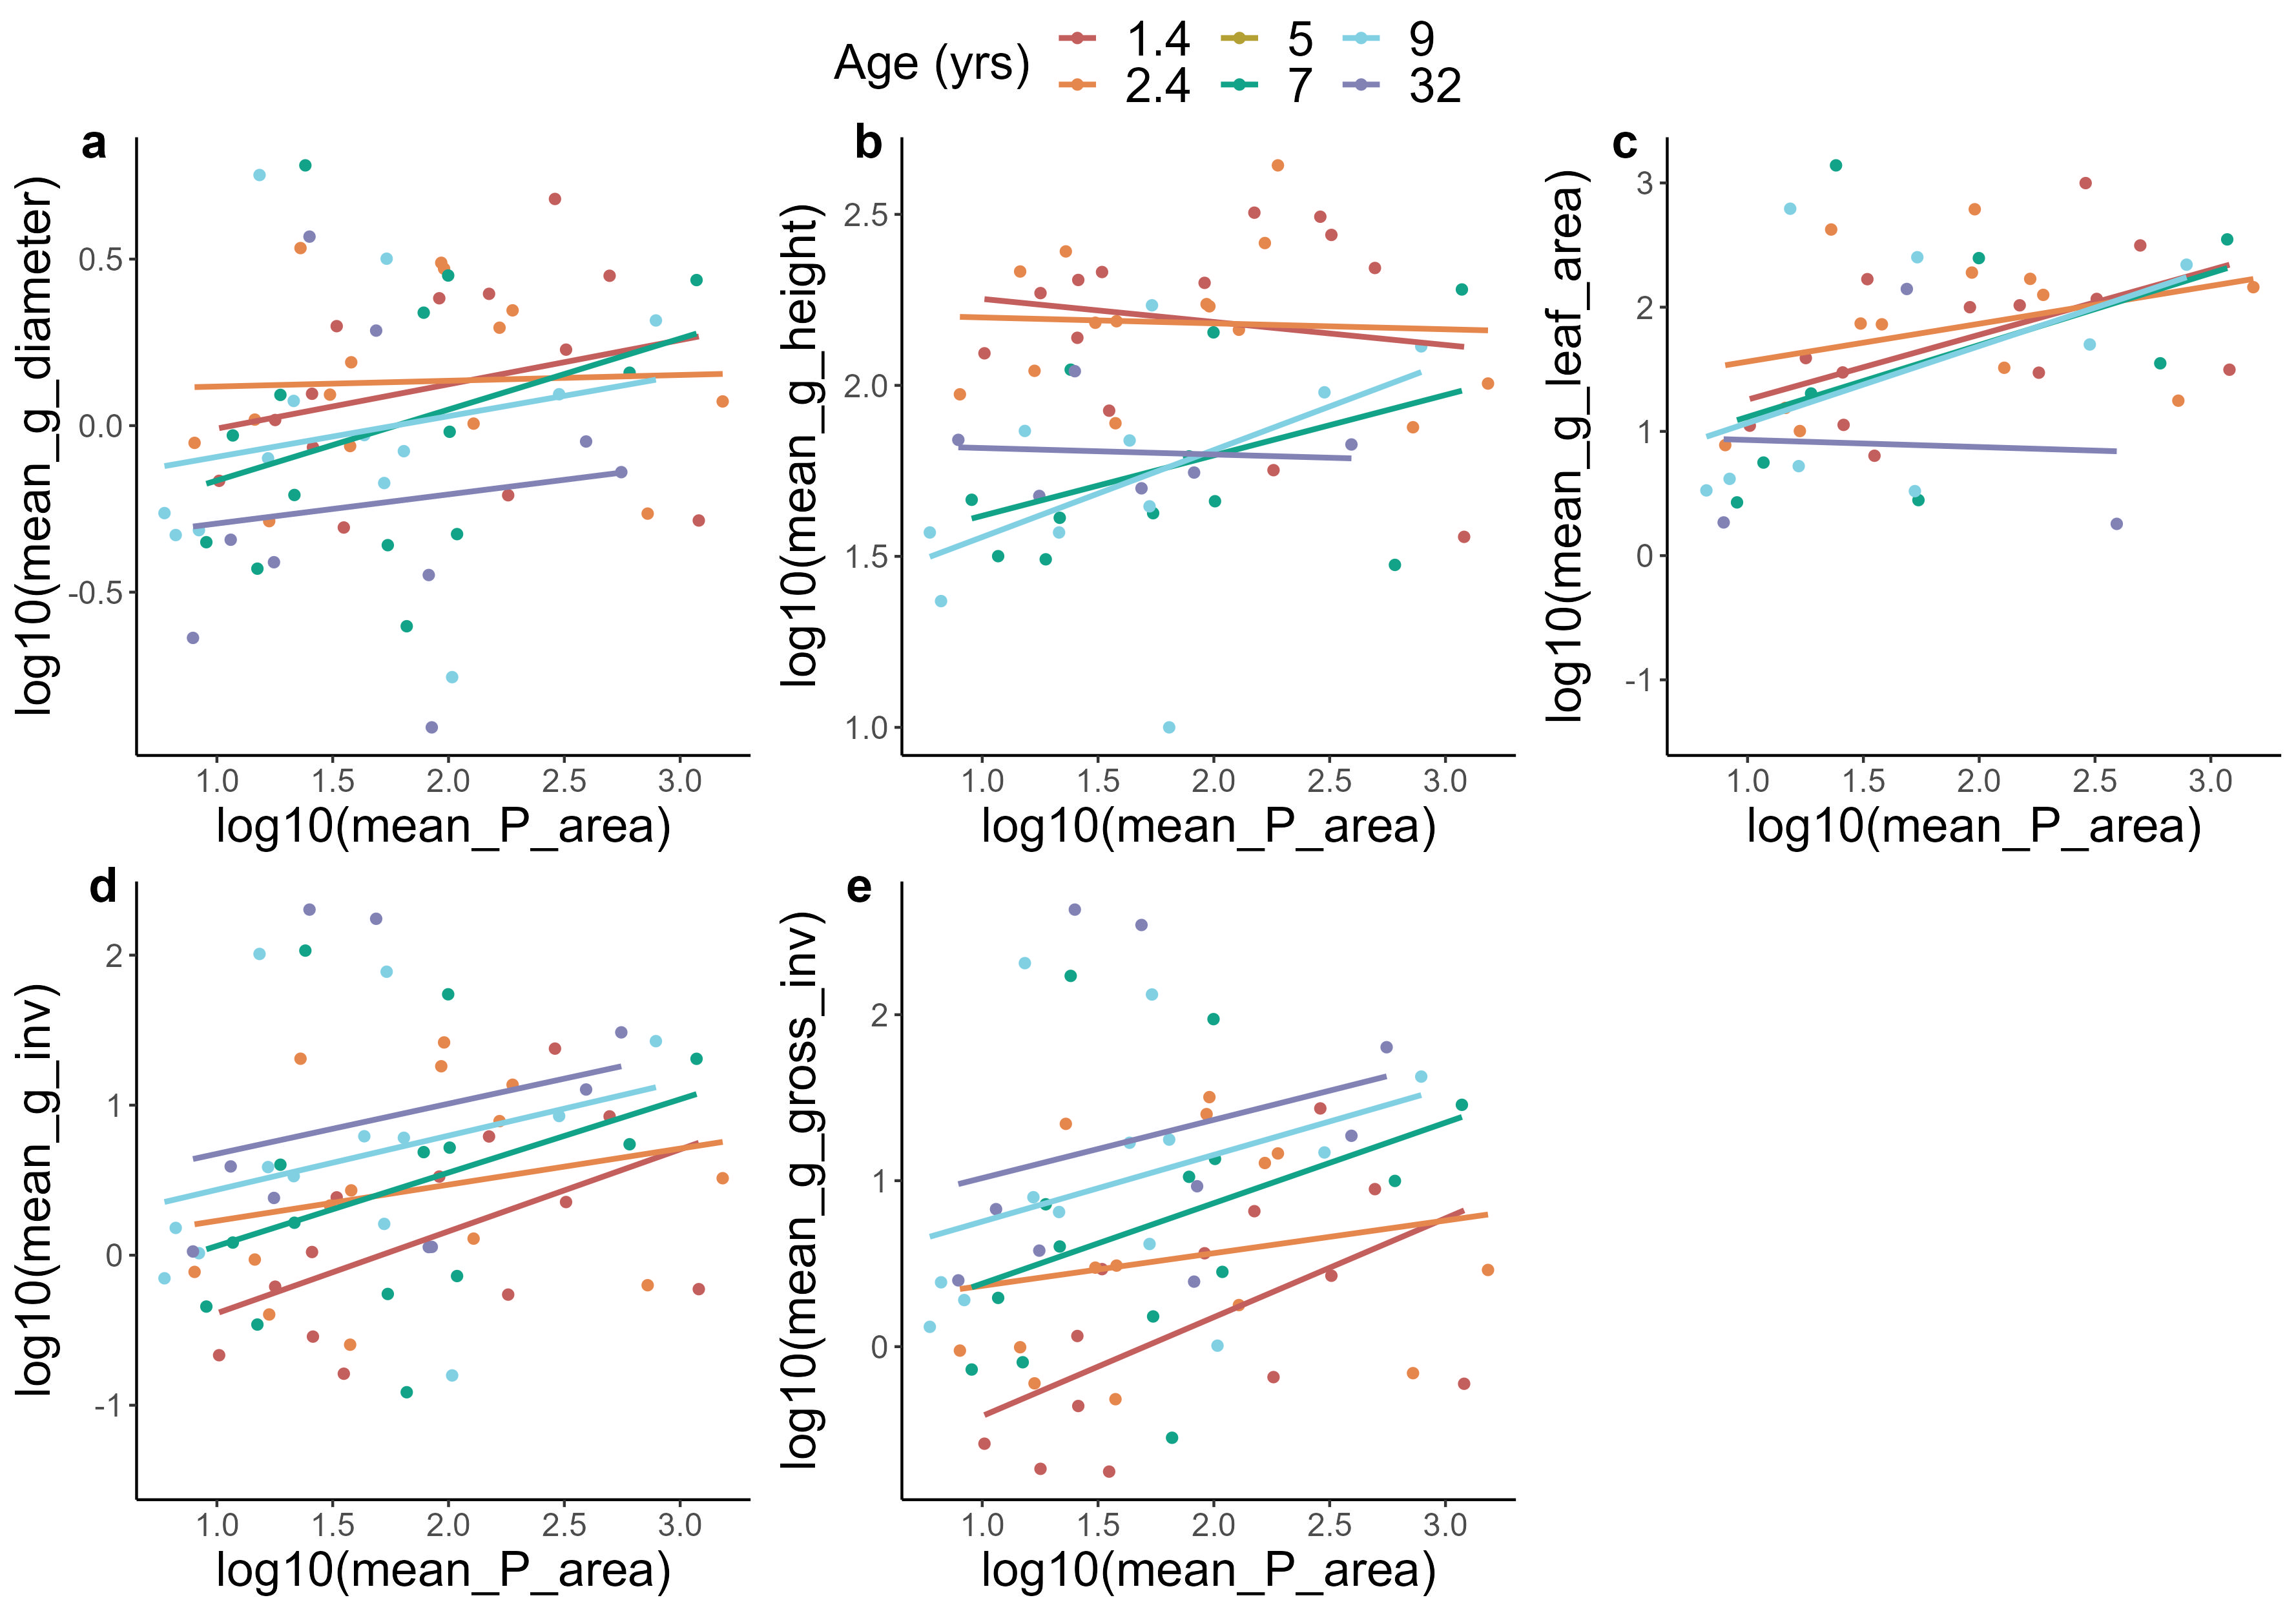 Age (yrs) 1.4 5 9
2.4 7 32
a b c
log10(mean_g_diameter)
0.5
0.0
-0.5
1.0 1.5 2.0 2.5 3.0
log10(mean_P_area)
log10(mean_g_height)
2.5
2.0
1.5
1.0
1.0 1.5 2.0 2.5 3.0
log10(mean_P_area)
log10(mean_g_leaf_area)
3
2
1
0
-1
1.0 1.5 2.0 2.5 3.0
log10(mean_P_area)
d e
log10(mean_g_inv)
2
1
0
-1
1.0 1.5 2.0 2.5 3.0
log10(mean_P_area)
log10(mean_g_gross_inv)
2
1
0
1.0 1.5 2.0 2.5 3.0
log10(mean_P_area)